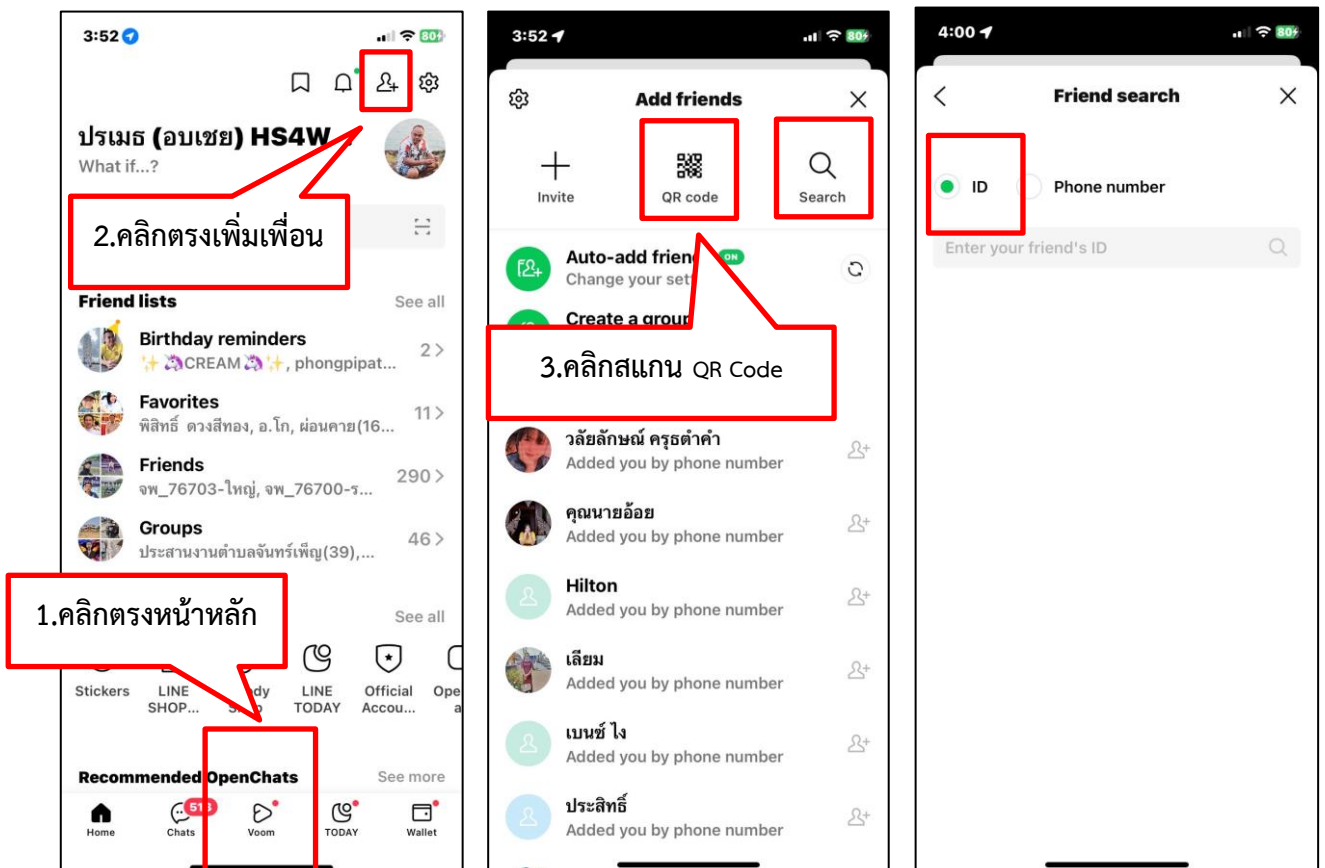 3:52
80
ปรเมธ (อบเชย) HS4W
What if...?
2.คลิกตรงเพิ่มเพื่อน
Friend lists
See all
Birthday reminders
✨🦄CREAM🦄✨, phongpipat...
2
Favorites
พิสิทธิ์ ดวงสีทอง, อ.โก, ผ่อนคาย(16...
11
Friends
จพ_76703-ใหญ่, จพ_76700-ร...
290
Groups
ประสานงานตำบลจันทร์เพ็ญ(39),...
46
1.คลิกตรงหน้าหลัก
See all
Stickers
LINE
SHOP...
LINE
TODAY
Official
Accou...
Recommended OpenChats
See more
Home
Chats
Voom
TODAY
Wallet
3:52
80
Add friends
Invite
QR code
Search
Auto-add frien
ON
Change your set
Create a group
3.คลิกสแกน QR Code
วลัยลักษณ์ ครุธตำคำ
Added you by phone number
คุณนายอ้อย
Added you by phone number
Hilton
Added you by phone number
เลียม
Added you by phone number
เบนซ์ ไง
Added you by phone number
ประสิทธิ์
Added you by phone number
4:00
80
Friend search
ID
Phone number
Enter your friend's ID